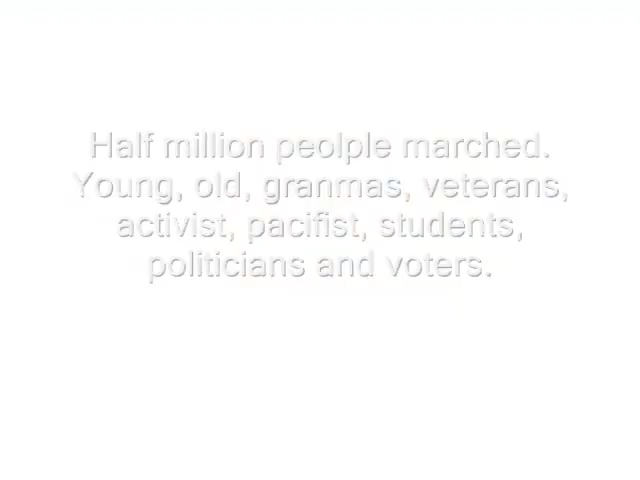 Half million peolple marched.
Young, old, granmas, veterans,
activist, pacifist, students,
politicians and voters.